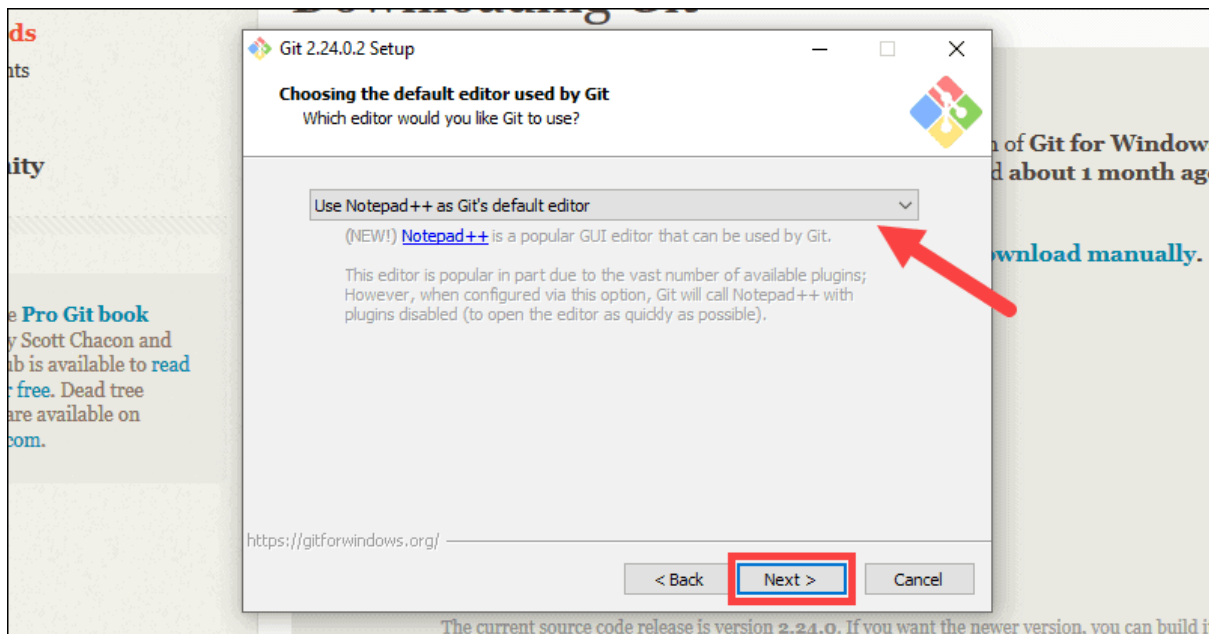 ds
nts
ity
e Pro Git book
y Scott Chacon and
ub is available to read
r free. Dead tree
are available on
com.
Downloading Git
Git 2.24.0.2 Setup
Choosing the default editor used by Git
Which editor would you like Git to use?
Use Notepad++ as Git's default editor
(NEW!) Notepad++ is a popular GUI editor that can be used by Git.
This editor is popular in part due to the vast number of available plugins;
However, when configured via this option, Git will call Notepad++ with
plugins disabled (to open the editor as quickly as possible).
https://gitforwindows.org/
< Back
Next >
Cancel
n of Git for Window
d about 1 month ag
ownload manually.
The current source code release is version 2.24.0. If you want the newer version, you can build i